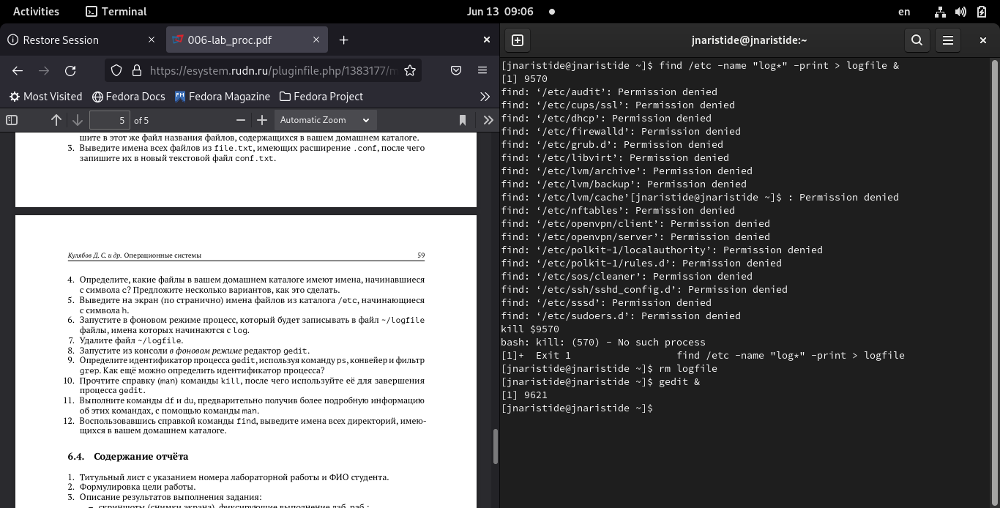 Activities
Terminal
Jun 13 09:06
en
Restore Session
006-lab_proc.pdf
https://esystem.rudn.ru/pluginfile.php/1383177/m
Most Visited
Fedora Docs
Fedora Magazine
Fedora Project
5 of 5
Automatic Zoom
шите в этот же файл названия файлов, содержащихся в вашем домашнем каталоге.
3. Выведите имена всех файлов из file.txt, имеющих расширение .conf, после чего
запишите их в новый текстовой файл conf.txt.
Кулябов Д. С. и др. Операционные системы 59
4. Определите, какие файлы в вашем домашнем каталоге имеют имена, начинавшиеся
с символа c? Предложите несколько вариантов, как это сделать.
5. Выведите на экран (по странично) имена файлов из каталога /etc, начинающиеся
с символа h.
6. Запустите в фоновом режиме процесс, который будет записывать в файл ~/logfile
файлы, имена которых начинаются с log.
7. Удалите файл ~/logfile.
8. Запустите из консоли в фоновом режиме редактор gedit.
9. Определите идентификатор процесса gedit, используя команду ps, конвейер и фильтр
grep. Как ещё можно определить идентификатор процесса?
10. Прочтите справку (man) команды kill, после чего используйте её для завершения
процесса gedit.
11. Выполните команды df и du, предварительно получив более подробную информацию
об этих командах, с помощью команды man.
12. Воспользовавшись справкой команды find, выведите имена всех директорий, имею-
щихся в вашем домашнем каталоге.
6.4. Содержание отчёта
1. Титульный лист с указанием номера лабораторной работы и ФИО студента.
2. Формулировка цели работы.
3. Описание результатов выполнения задания:
– скриншоты (снимки экрана), фиксирующие выполнение лаб. раб.;
jnaristide@jnaristide:~
[jnaristide@jnaristide ~]$ find /etc -name "log*" -print > logfile &
[1] 9570
find: ‘/etc/audit’: Permission denied
find: ‘/etc/cups/ssl’: Permission denied
find: ‘/etc/dhcp’: Permission denied
find: ‘/etc/firewalld’: Permission denied
find: ‘/etc/grub.d’: Permission denied
find: ‘/etc/libvirt’: Permission denied
find: ‘/etc/lvm/archive’: Permission denied
find: ‘/etc/lvm/backup’: Permission denied
find: ‘/etc/lvm/cache’[jnaristide@jnaristide ~]$ : Permission denied
find: ‘/etc/nftables’: Permission denied
find: ‘/etc/openvpn/client’: Permission denied
find: ‘/etc/openvpn/server’: Permission denied
find: ‘/etc/polkit-1/localauthority’: Permission denied
find: ‘/etc/polkit-1/rules.d’: Permission denied
find: ‘/etc/sos/cleaner’: Permission denied
find: ‘/etc/ssh/sshd_config.d’: Permission denied
find: ‘/etc/sssd’: Permission denied
find: ‘/etc/sudoers.d’: Permission denied
kill $9570
bash: kill: (570) - No such process
[1]+  Exit 1                  find /etc -name "log*" -print > logfile
[jnaristide@jnaristide ~]$ rm logfile
[jnaristide@jnaristide ~]$ gedit &
[1] 9621
[jnaristide@jnaristide ~]$